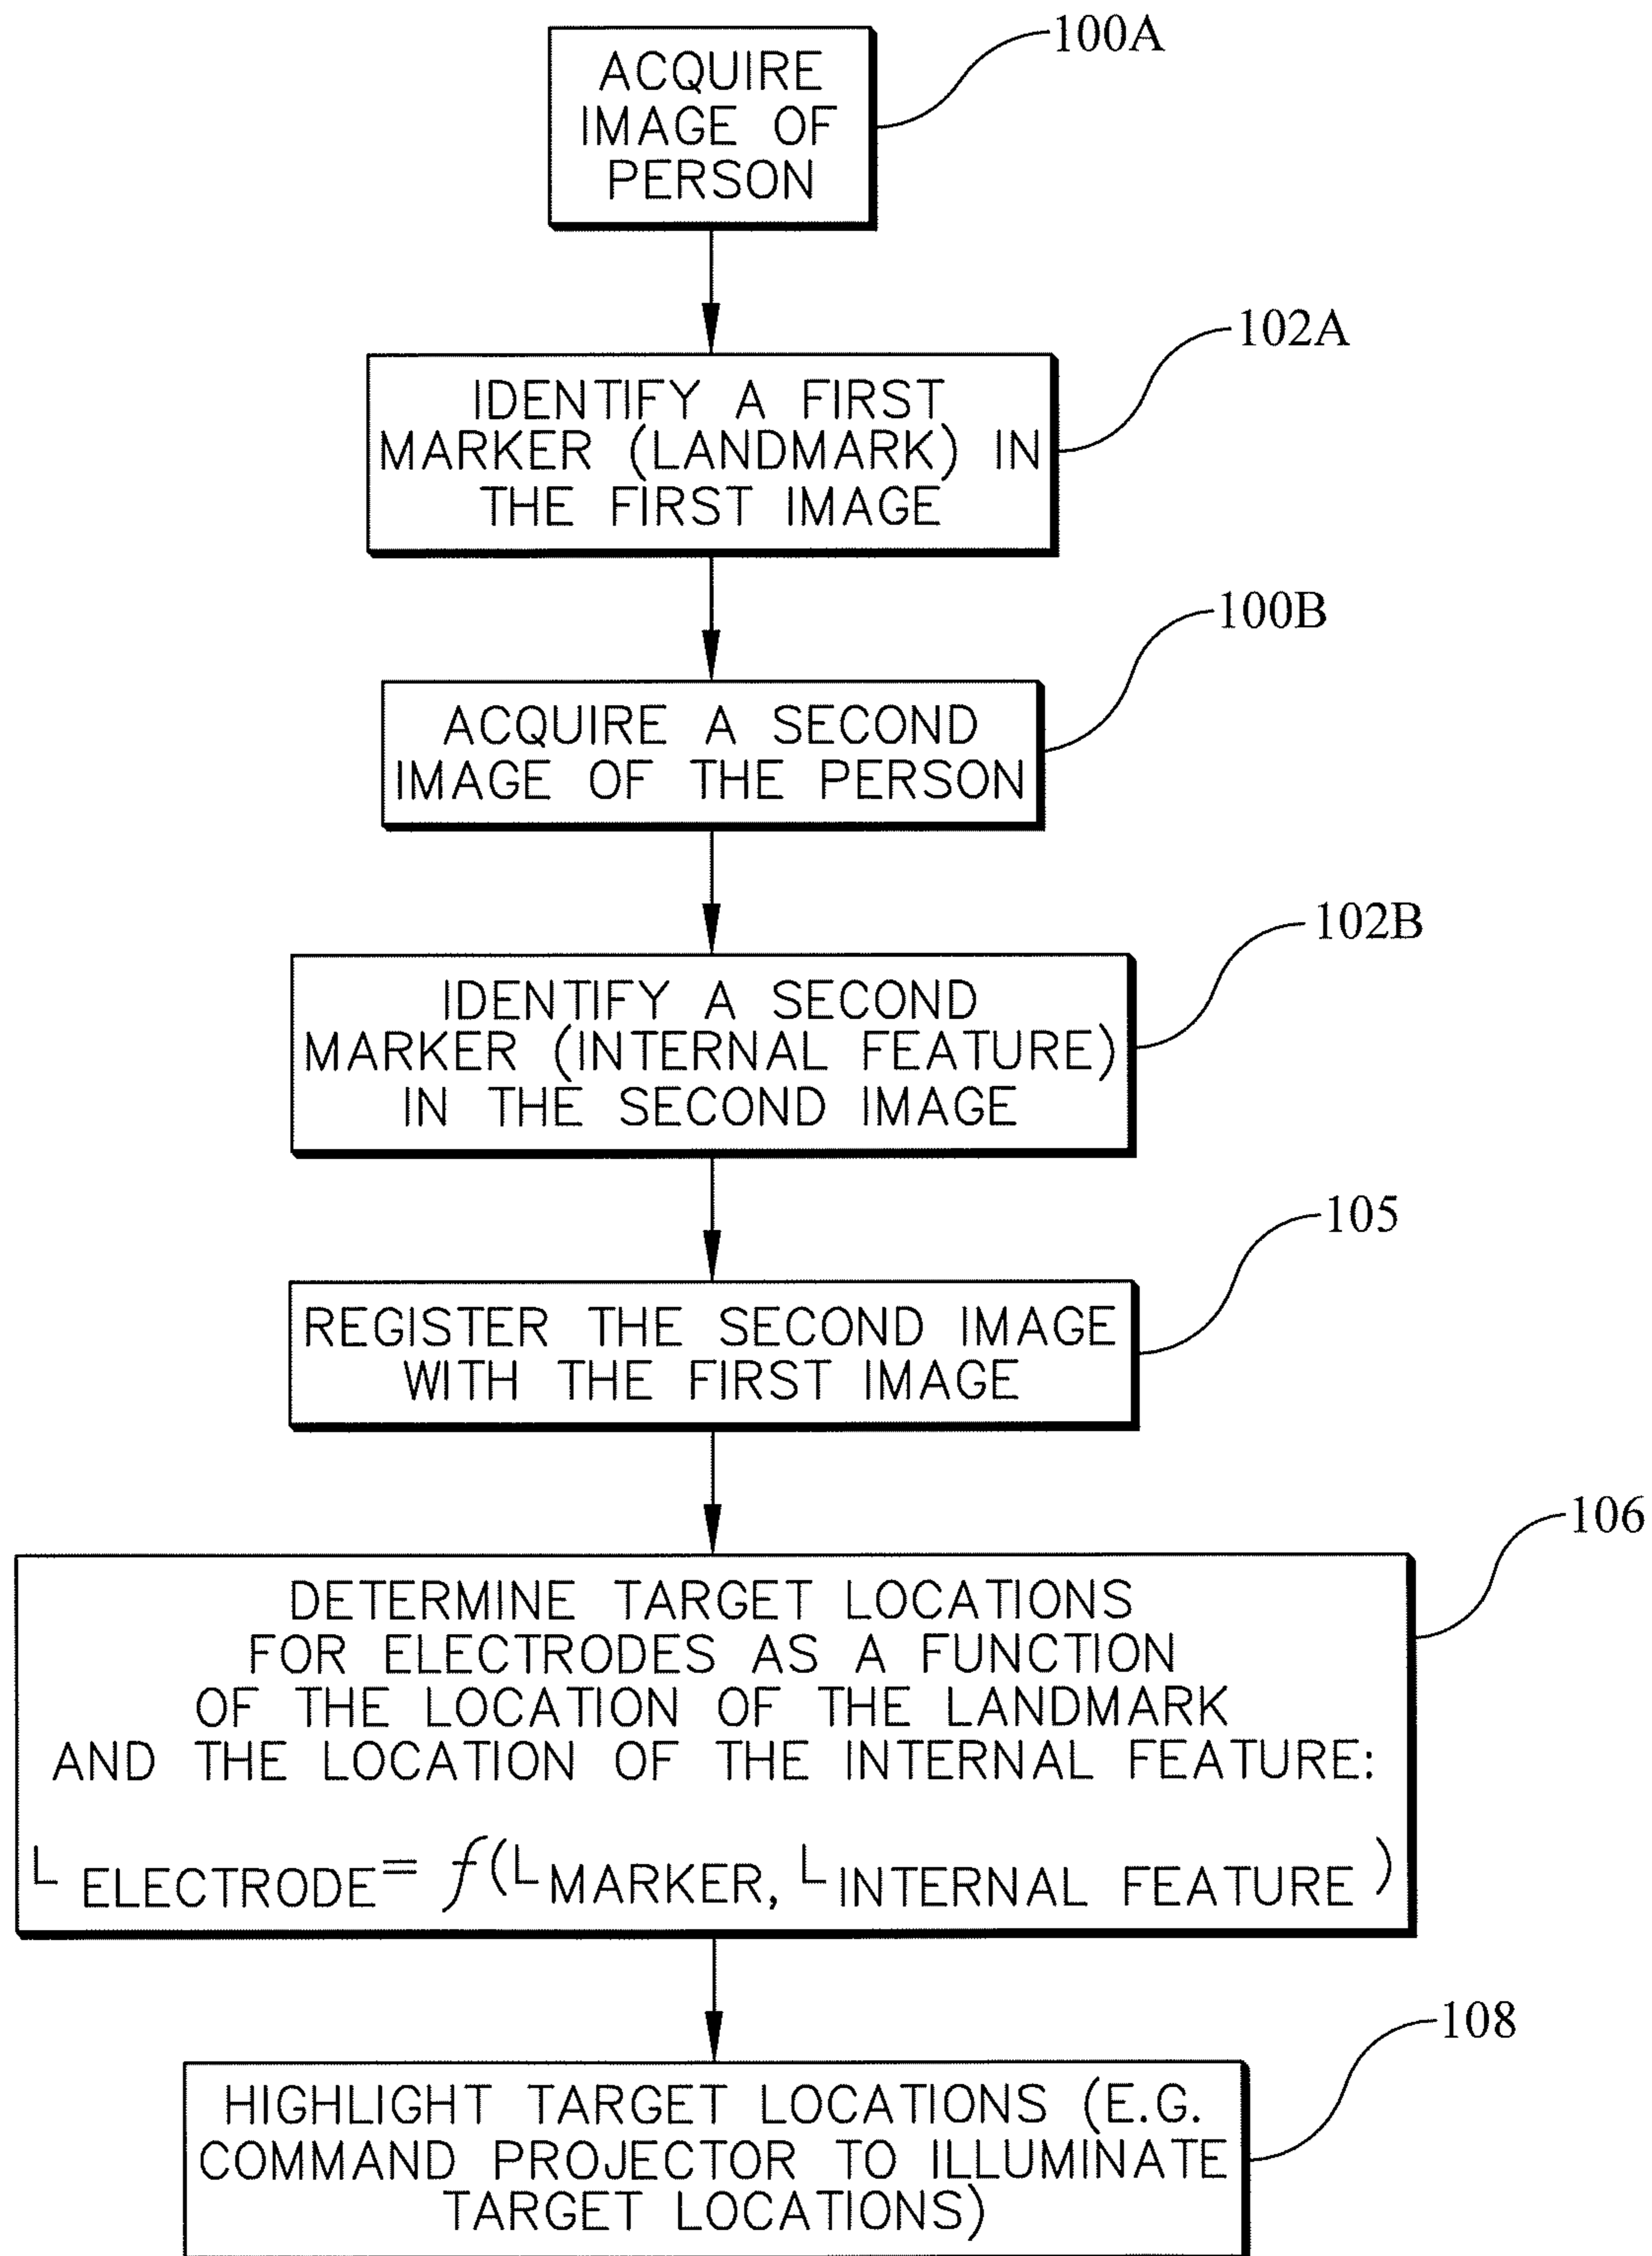 100A
ACQUIRE
IMAGE OF
PERSON
102A
IDENTIFY A FIRST
MARKER (LANDMARK) IN
THE FIRST IMAGE
100B
ACQUIRE A SECOND
IMAGE OF THE PERSON
102B
IDENTIFY A SECOND
MARKER (INTERNAL FEATURE)
IN THE SECOND IMAGE
105
REGISTER THE SECOND IMAGE
WITH THE FIRST IMAGE
106
DETERMINE TARGET LOCATIONS
FOR ELECTRODES AS A FUNCTION
OF THE LOCATION OF THE LANDMARK
AND THE LOCATION OF THE INTERNAL FEATURE:
L ELECTRODE = f(L MARKER, L INTERNAL FEATURE)
108
HIGHLIGHT TARGET LOCATIONS (E.G.
COMMAND PROJECTOR TO ILLUMINATE
TARGET LOCATIONS)